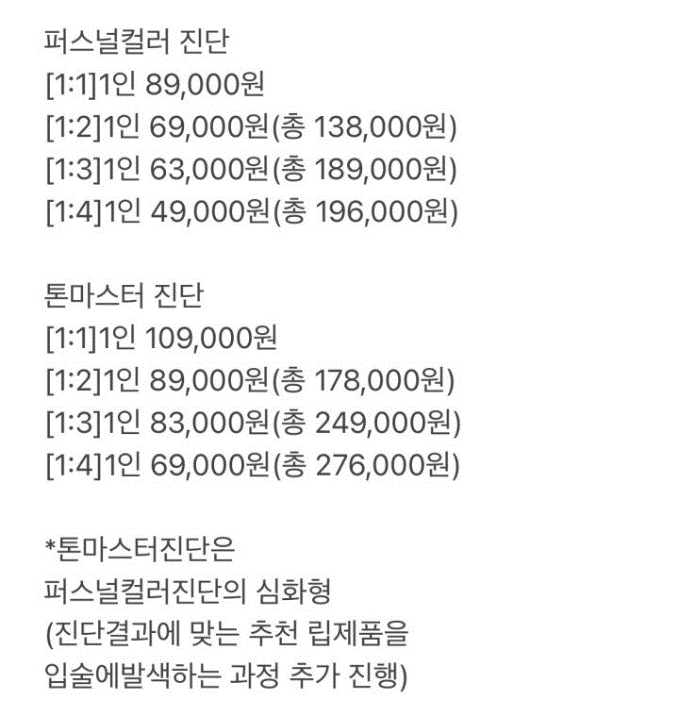 퍼스널컬러 진단
[1:1]1인 89,000원
[1:2]1인 69,000원(총 138,000원)
[1:3]1인 63,000원(총 189,000원)
[1:4]1인 49,000원(총 196,000원)
톤마스터 진단
[1:1]1인 109,000원
[1:2]1인 89,000원(총 178,000원)
[1:3]1인 83,000원(총 249,000원)
[1:4]1인 69,000원(총 276,000원)
*톤마스터진단은
퍼스널컬러진단의 심화형
(진단결과에 맞는 추천 립제품을
입술에발색하는 과정 추가 진행)